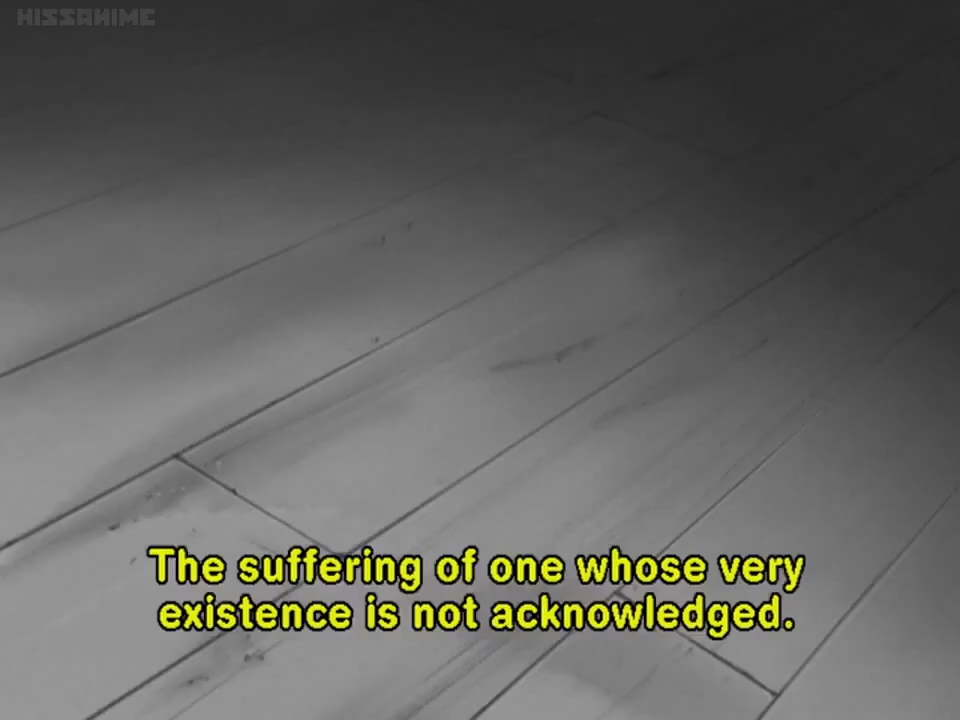 HISSANIME
The suffering of one whose very
existence is not acknowledged.